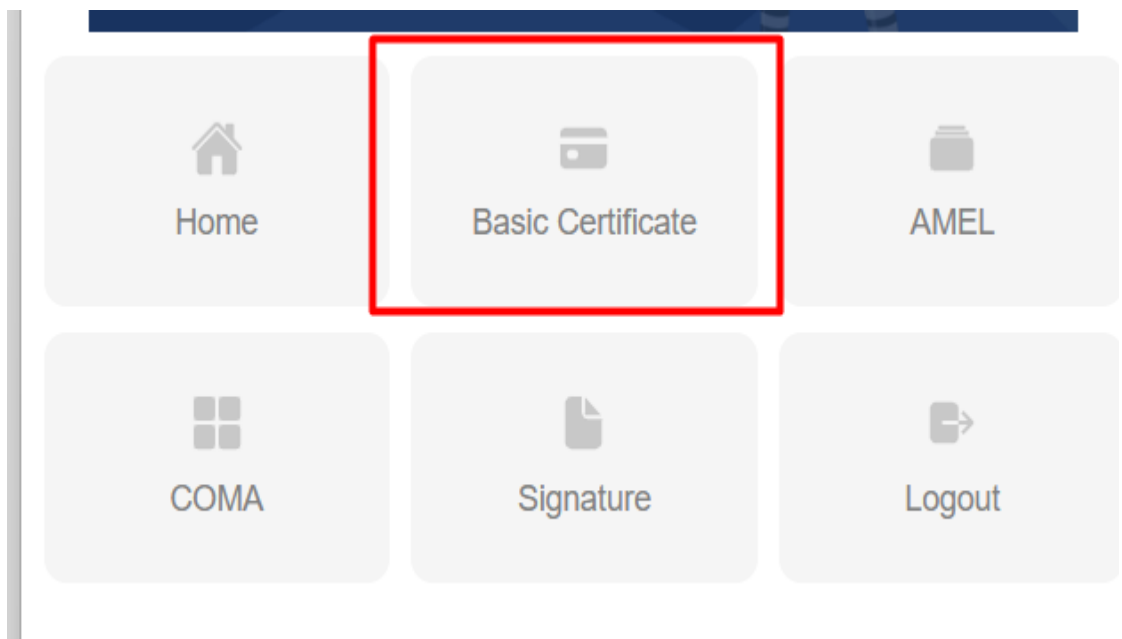 Home
Basic Certificate
AMEL
COMA
Signature
Logout